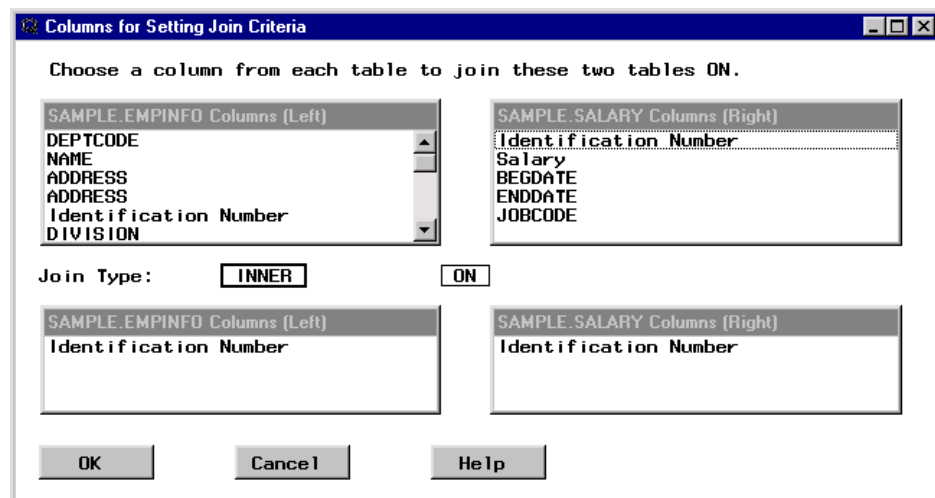 Columns for Setting Join Criteria
Choose a column from each table to join these two tables ON.
SAMPLE.EMPINFO Columns (Left)
DEPTCODE
NAME
ADDRESS
ADDRESS
Identification Number
DIVISION
SAMPLE.SALARY Columns (Right)
Identification Number
Salary
BEGDATE
ENDDATE
JOBCODE
Join Type: INNER ON
SAMPLE.EMPINFO Columns (Left)
Identification Number
SAMPLE.SALARY Columns (Right)
Identification Number
OK Cancel Help